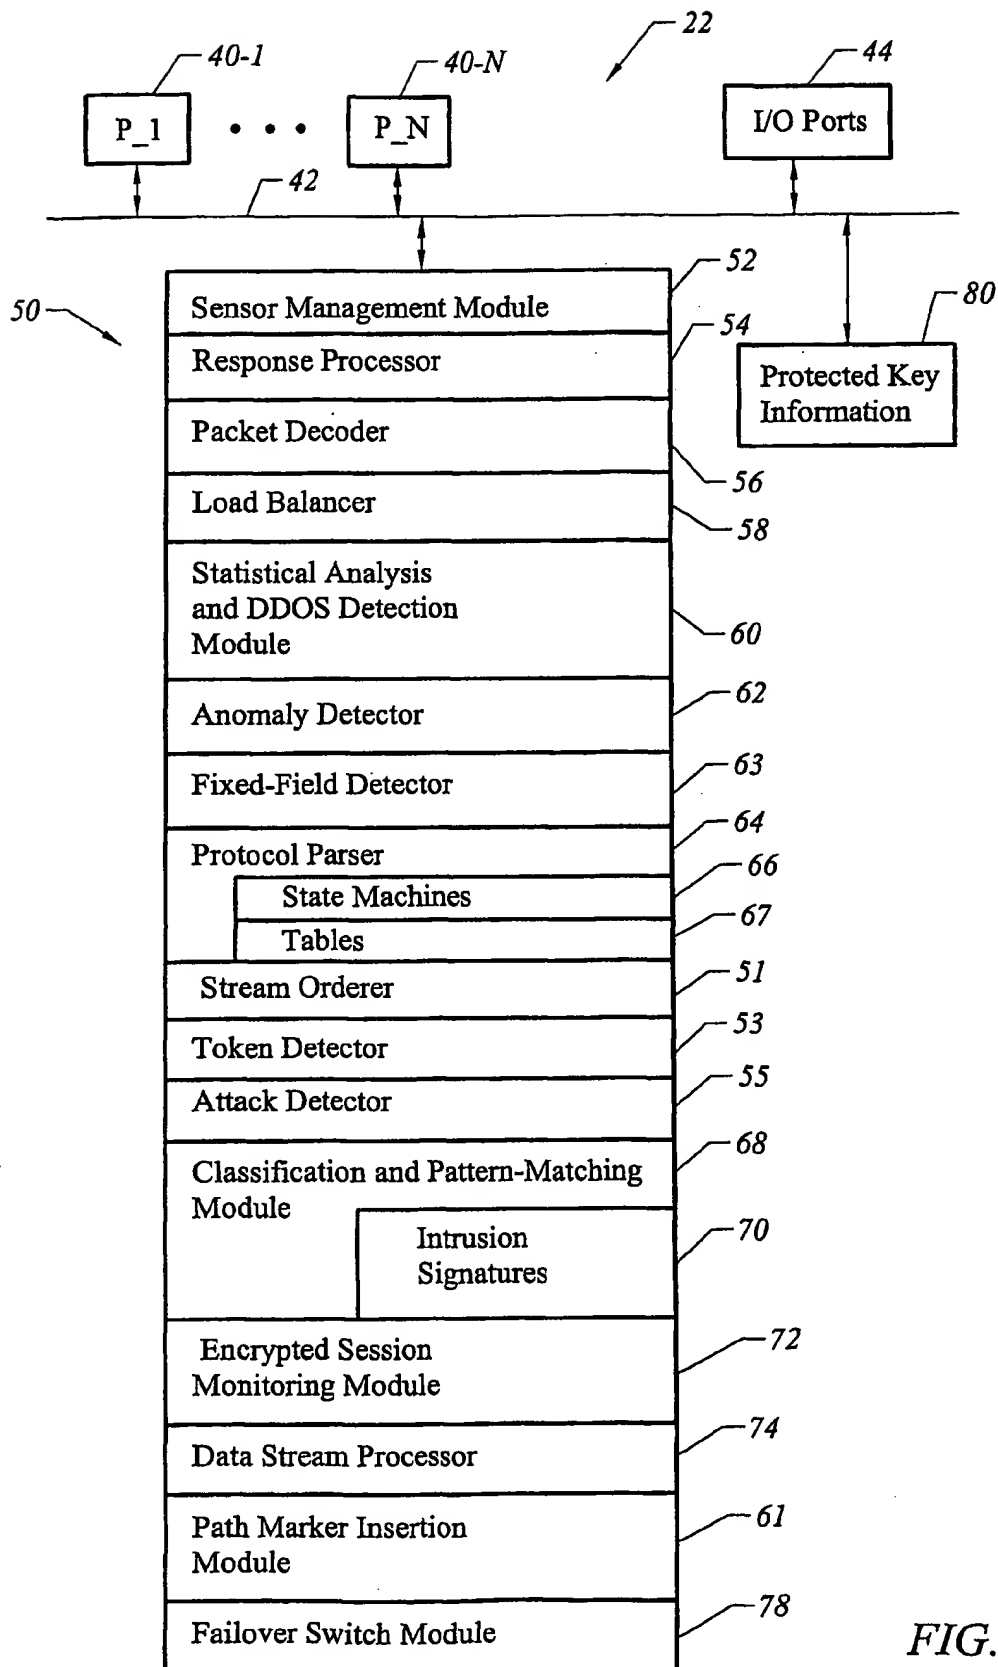 22
40-1
40-N
44
P_1
• • •
P_N
I/O Ports
42
50
52
Sensor Management Module
54
Response Processor
80
Protected Key
Information
Packet Decoder
56
Load Balancer
58
Statistical Analysis
and DDOS Detection
Module
60
Anomaly Detector
62
Fixed-Field Detector
63
Protocol Parser
64
State Machines
66
Tables
67
Stream Orderer
51
Token Detector
53
Attack Detector
55
Classification and Pattern-Matching
Module
68
Intrusion
Signatures
70
Encrypted Session
Monitoring Module
72
Data Stream Processor
74
Path Marker Insertion
Module
61
Failover Switch Module
78
FIG.